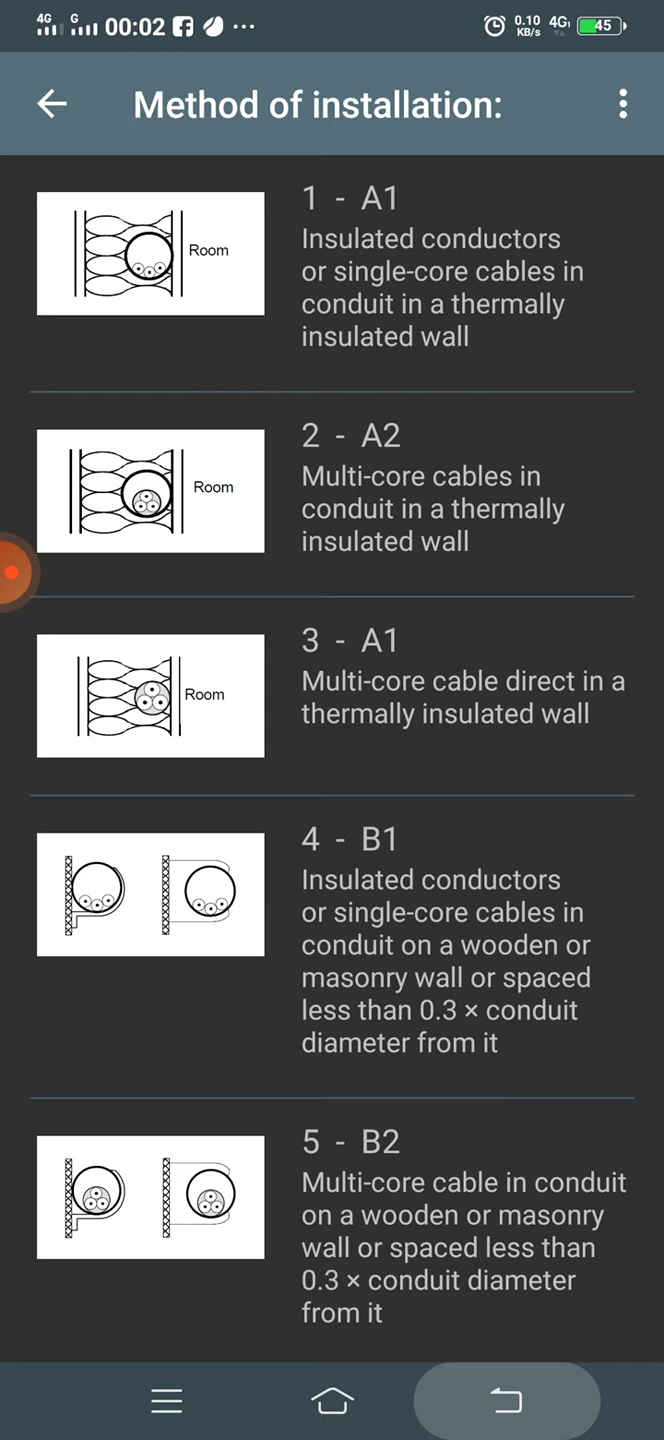 4G G 00:02 ... 0.10 KB/s 4G 45
Method of installation:
Room
1 - A1
Insulated conductors
or single-core cables in
conduit in a thermally
insulated wall
Room
2 - A2
Multi-core cables in
conduit in a thermally
insulated wall
Room
3 - A1
Multi-core cable direct in a
thermally insulated wall
4 - B1
Insulated conductors
or single-core cables in
conduit on a wooden or
masonry wall or spaced
less than 0.3 × conduit
diameter from it
5 - B2
Multi-core cable in conduit
on a wooden or masonry
wall or spaced less than
0.3 × conduit diameter
from it